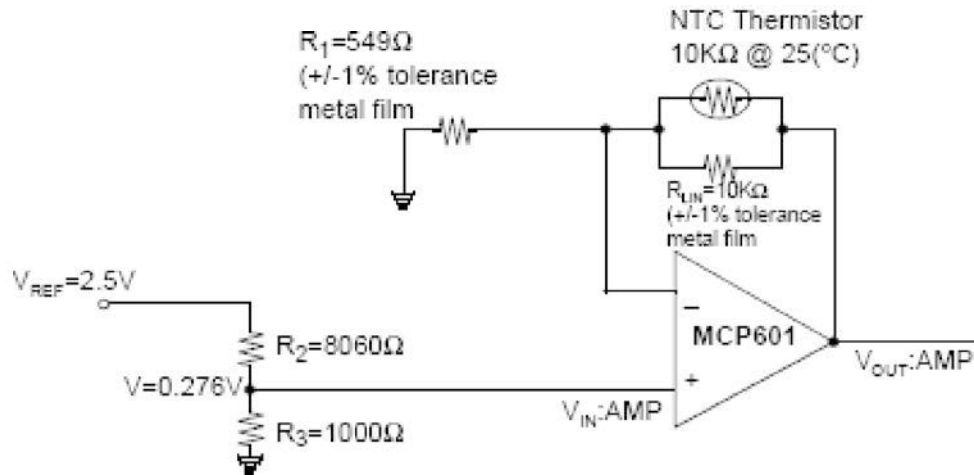 NTC Thermistor
10KΩ @ 25(°C)
R1=549Ω
(+/-1% tolerance
metal film
RLIN=10KΩ
(+/-1% tolerance
metal film
VREF=2.5V
R2=8060Ω
V=0.276V
R3=1000Ω
–
MCP601
+
VIN:AMP
VOUT:AMP